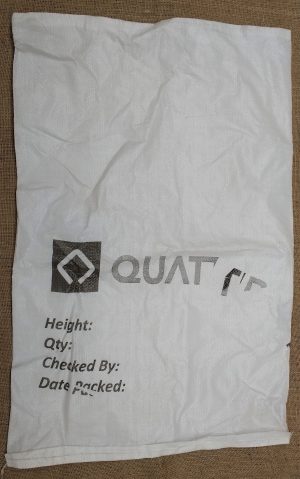 QUAT
Height:
Qty:
Checked By:
Date Packed: